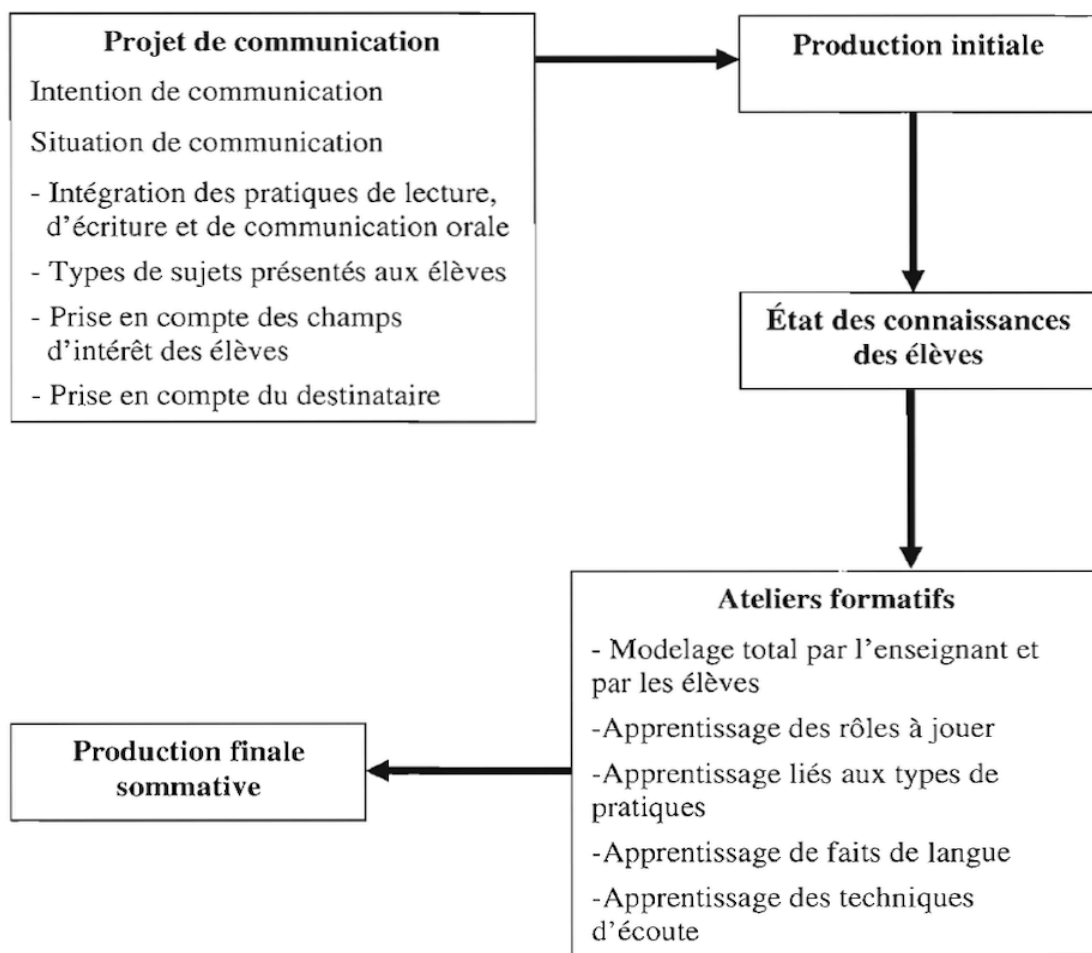 Projet de communication
Intention de communication
Situation de communication
- Intégration des pratiques de lecture,
d'écriture et de communication orale
- Types de sujets présentés aux élèves
- Prise en compte des champs
d'intérêt des élèves
- Prise en compte du destinataire
Production initiale
État des connaissances
des élèves
Ateliers formatifs
- Modelage total par l'enseignant et
par les élèves
-Apprentissage des rôles à jouer
-Apprentissage liés aux types de
pratiques
-Apprentissage de faits de langue
-Apprentissage des techniques
d'écoute
Production finale
sommative